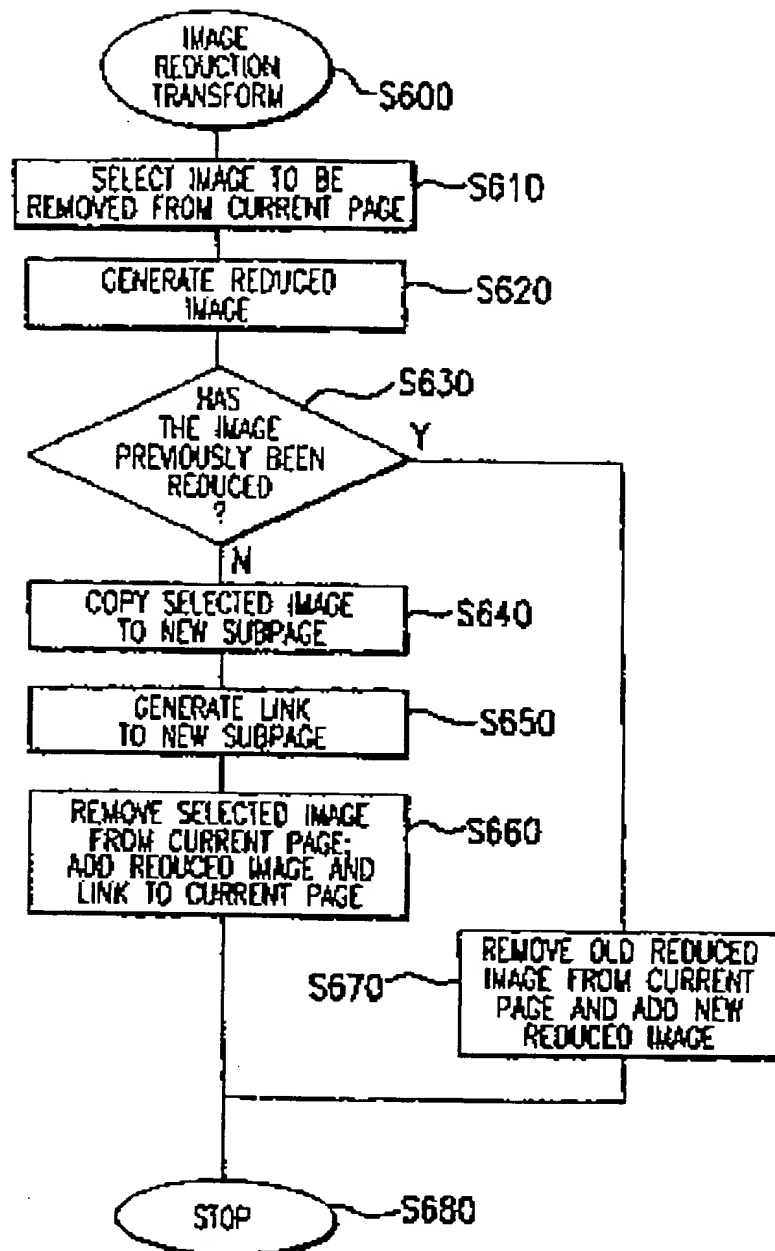 IMAGE
REDUCTION
TRANSFORM
S600
SELECT IMAGE TO BE
REMOVED FROM CURRENT PAGE
S610
GENERATE REDUCED
IMAGE
S620
S630
HAS
THE IMAGE
PREVIOUSLY BEEN
REDUCED
?
Y
N
COPY SELECTED IMAGE
TO NEW SUBPAGE
S640
GENERATE LINK
TO NEW SUBPAGE
S650
REMOVE SELECTED IMAGE
FROM CURRENT PAGE;
ADD REDUCED IMAGE AND
LINK TO CURRENT PAGE
S660
REMOVE OLD REDUCED
IMAGE FROM CURRENT
PAGE AND ADD NEW
REDUCED IMAGE
S670
STOP
S680